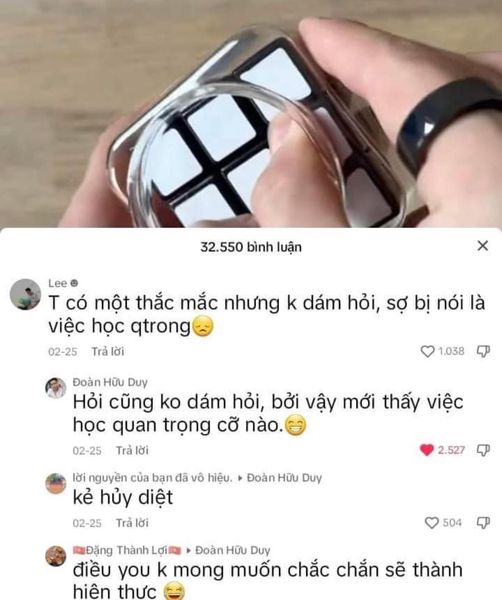 32.550 bình luận
Lee
T có một thắc mắc nhưng k dám hỏi, sợ bị nói là
việc học qtrong😞
02-25 Trả lời 1.038
Đoàn Hữu Duy
Hỏi cũng ko dám hỏi, bởi vậy mới thấy việc
học quan trọng cỡ nào.😁
02-25 Trả lời 2.527
lời nguyền của bạn đã vô hiệu. ▸ Đoàn Hữu Duy
kẻ hủy diệt
02-25 Trả lời 504
🇻🇳Đặng Thành Lợi🇻🇳 ▸ Đoàn Hữu Duy
điều you k mong muốn chắc chắn sẽ thành
hiện thực 😂